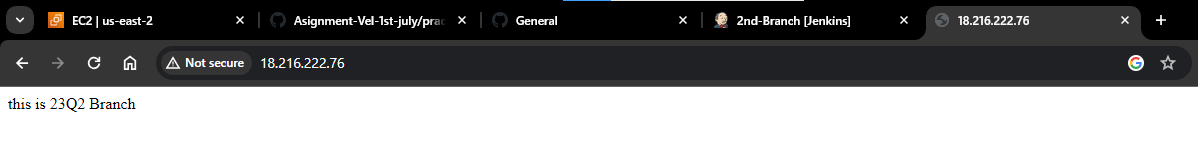 EC2 | us-east-2
Asignment-Vel-1st-july/prac
General
2nd-Branch [Jenkins]
18.216.222.76
Not secure
18.216.222.76
this is 23Q2 Branch